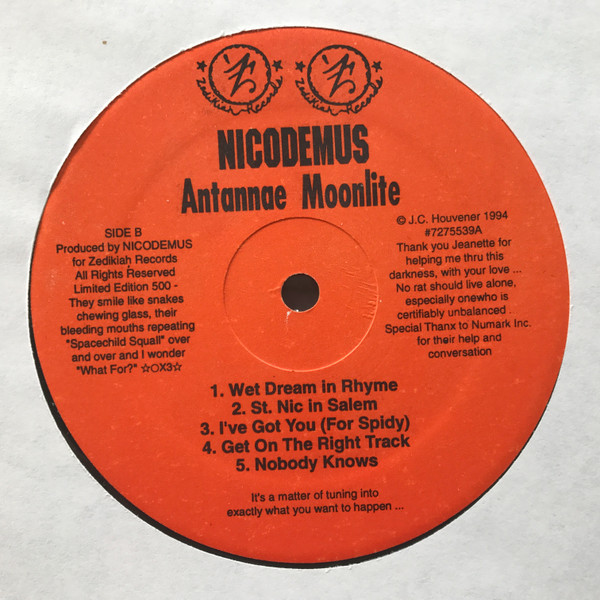 Zedikiah Records Zedikiah Records
NICODEMUS
Antannae Moonlite
SIDE B
Produced by NICODEMUS
for Zedikiah Records
All Rights Reserved
Limited Edition 500 -
They smile like snakes
chewing glass, their
bleeding mouths repeating
"Spacechild Squall" over
and over and I wonder
"What For?" ☆○X3☆
© J.C. Houvener 1994
#7275539A
Thank you Jeanette for
helping me thru this
darkness, with your love ...
No rat should live alone,
especially onewho is
certifiably unbalanced ..
Special Thanx to Numark Inc.
for their help and
conversation
1. Wet Dream in Rhyme
2. St. Nic in Salem
3. I've Got You (For Spidy)
4. Get On The Right Track
5. Nobody Knows
It's a matter of tuning into
exactly what you want to happen ...